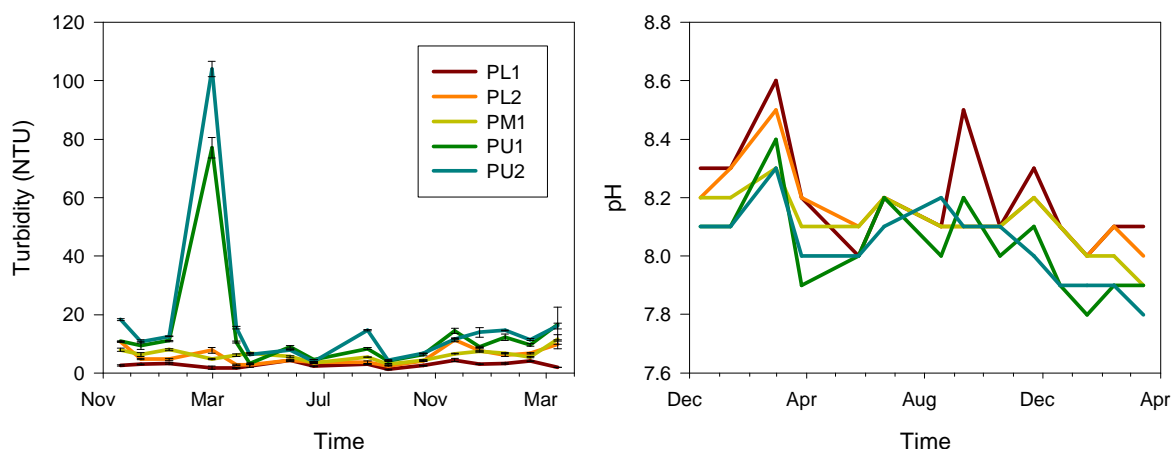 Turbidity (NTU)
120
100
80
60
40
20
0
Nov Mar Jul Nov Mar
Time
PL1
PL2
PM1
PU1
PU2
pH
8.8
8.6
8.4
8.2
8.0
7.8
7.6
Dec Apr Aug Dec Apr
Time